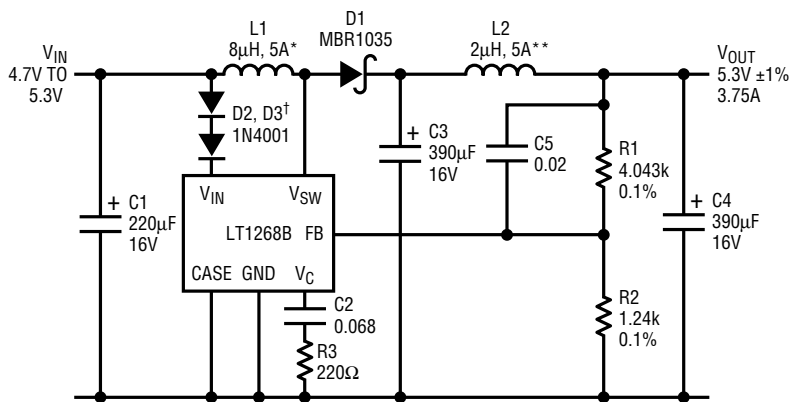 V_IN
4.7V TO
5.3V
L1
8µH, 5A*
D1
MBR1035
L2
2µH, 5A**
V_OUT
5.3V ±1%
3.75A
D2, D3†
1N4001
+ C1
220µF
16V
V_IN
V_SW
LT1268B
FB
CASE
GND
V_C
C2
0.068
R3
220Ω
+ C3
390µF
16V
C5
0.02
R1
4.043k
0.1%
R2
1.24k
0.1%
+ C4
390µF
16V